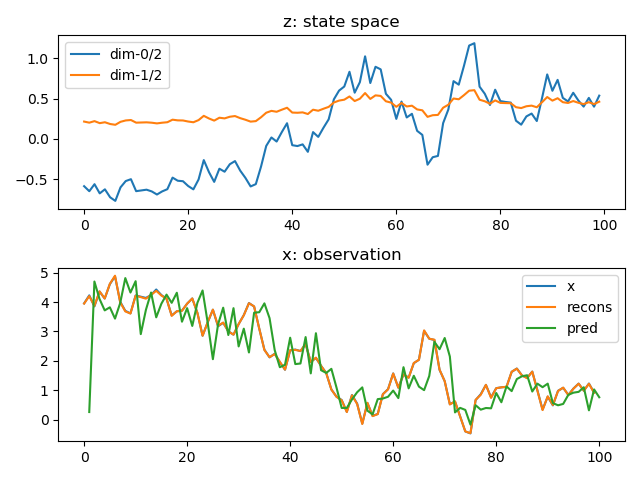 z: state space
dim-0/2
dim-1/2
1.0
0.5
0.0
−0.5
0 20 40 60 80 100
x: observation
x
recons
pred
5
4
3
2
1
0
0 20 40 60 80 100